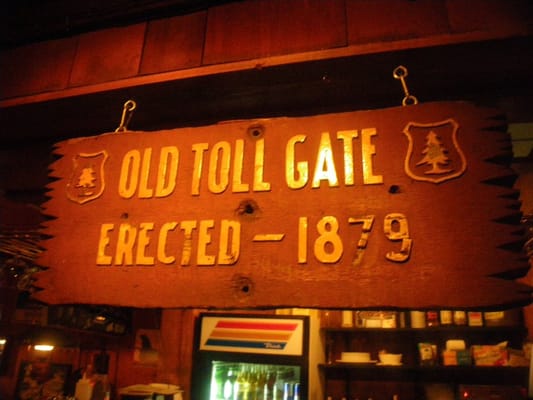 OLD TOLL GATE
ERECTED – 1879